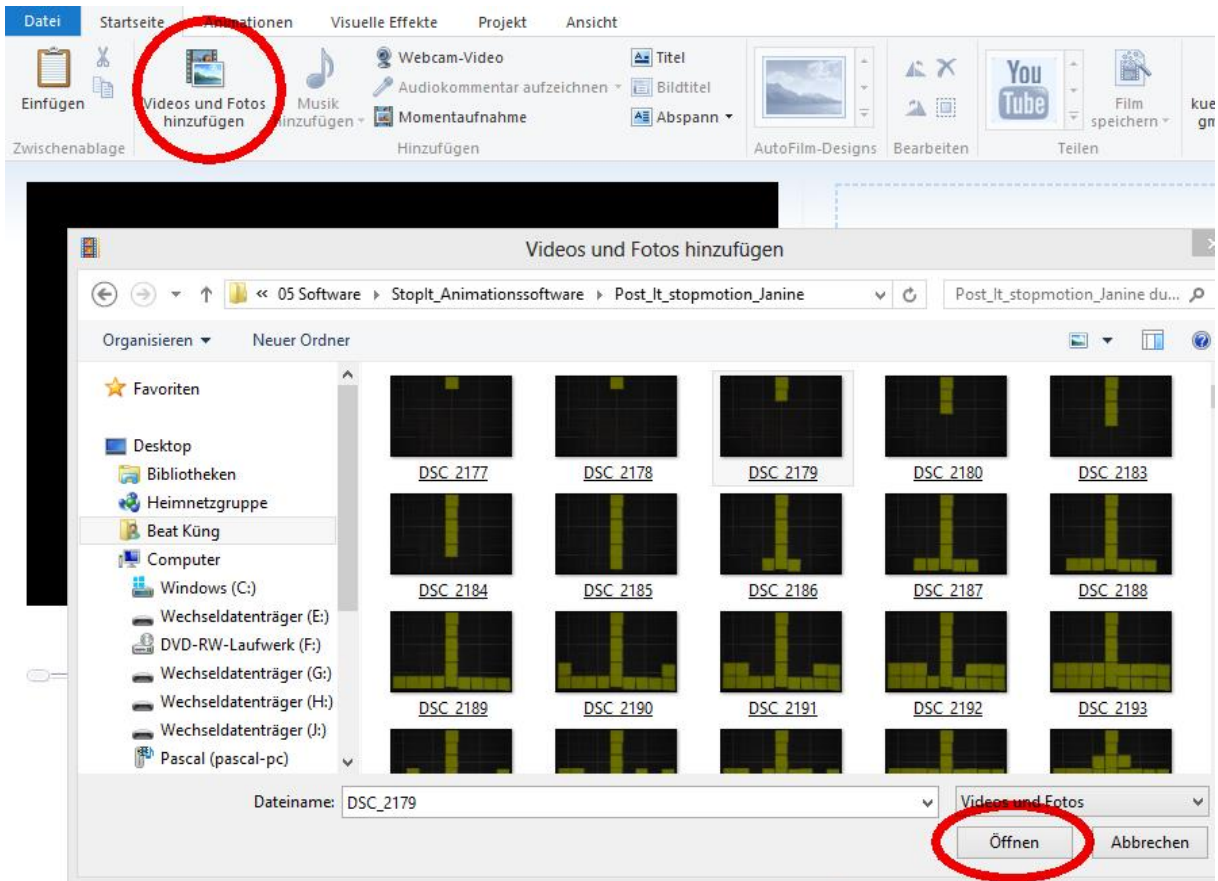 Datei Startseite Animationen Visuelle Effekte Projekt Ansicht
Webcam-Video Titel
Audiokommentar aufzeichnen Bildtitel
Momentaufnahme Abspann
Einfügen
Videos und Fotos
hinzufügen
Musik
hinzufügen
You
Tube
Film
speichern
kue
gm
Zwischenablage Hinzufügen AutoFilm-Designs Bearbeiten Teilen
Videos und Fotos hinzufügen
« 05 Software StopIt_Animationssoftware Post_It_stopmotion_Janine Post_It_stopmotion_Janine du...
Organisieren Neuer Ordner
Favoriten
Desktop
Bibliotheken
Heimnetzgruppe
Beat Küng
Computer
Windows (C:)
Wechseldatenträger (E:)
DVD-RW-Laufwerk (F:)
Wechseldatenträger (G:)
Wechseldatenträger (H:)
Wechseldatenträger (J:)
Pascal (pascal-pc)
DSC_2177 DSC_2178 DSC_2179 DSC_2180 DSC_2183
DSC_2184 DSC_2185 DSC_2186 DSC_2187 DSC_2188
DSC_2189 DSC_2190 DSC_2191 DSC_2192 DSC_2193
Dateiname: DSC_2179 Videos und Fotos
Öffnen Abbrechen